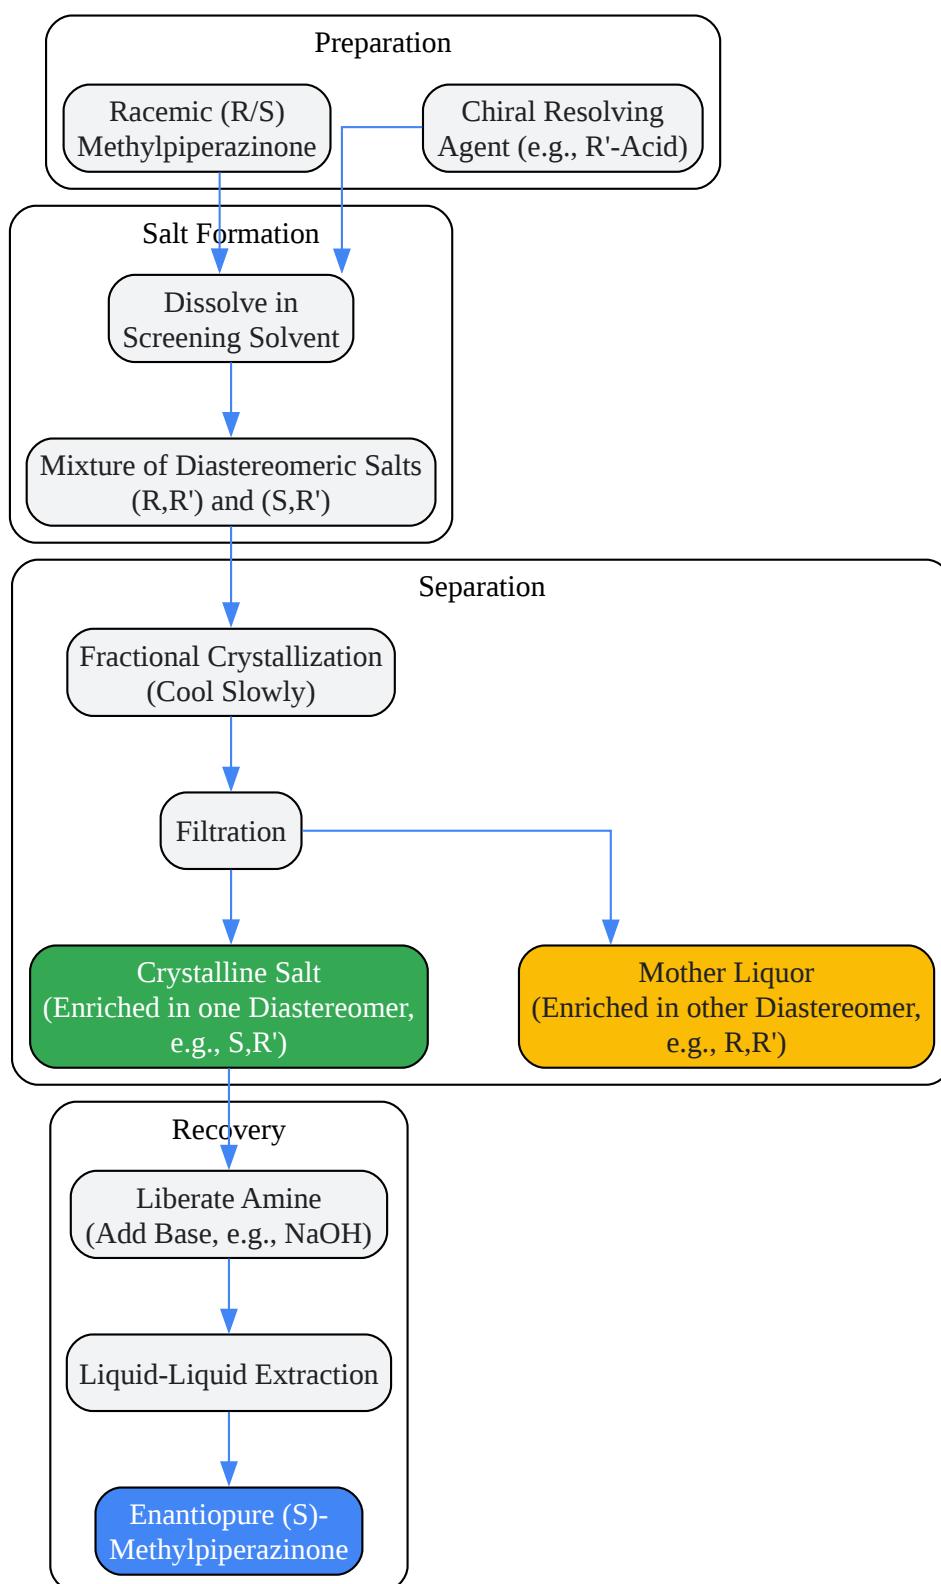 Preparation
Racemic (R/S)
Methylpiperazinone
Chiral Resolving
Agent (e.g., R'-Acid)
Salt Formation
Dissolve in
Screening Solvent
Mixture of Diastereomeric Salts
(R,R') and (S,R')
Separation
Fractional Crystallization
(Cool Slowly)
Filtration
Crystalline Salt
(Enriched in one Diastereomer,
e.g., S,R')
Mother Liquor
(Enriched in other Diastereomer,
e.g., R,R')
Recovery
Liberate Amine
(Add Base, e.g., NaOH)
Liquid-Liquid Extraction
Enantiopure (S)-
Methylpiperazinone